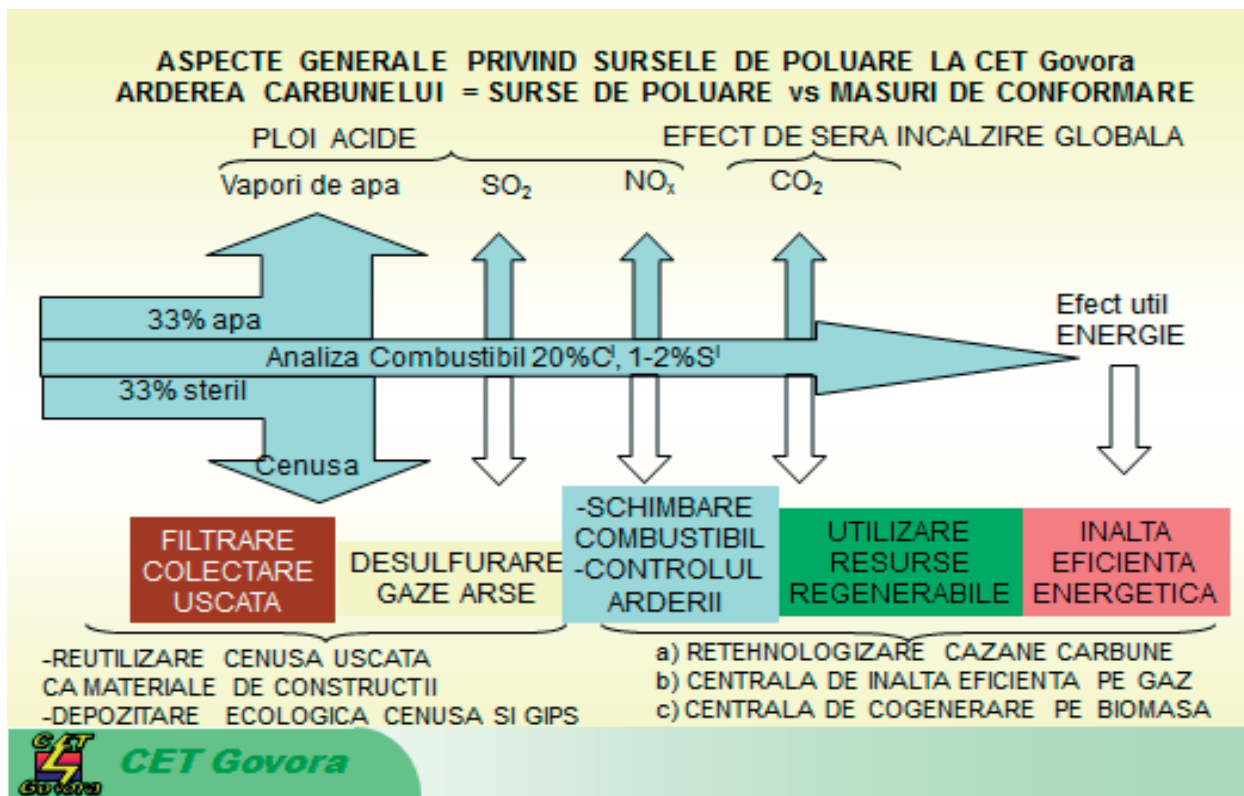 ASPECTE GENERALE PRIVIND SURSELE DE POLUARE LA CET Govora
ARDEREA CARBUNELUI = SURSE DE POLUARE vs MASURI DE CONFORMARE
PLOI ACIDE
EFECT DE SERA INCALZIRE GLOBALA
Vapori de apa
SO₂
NOₓ
CO₂
33% apa
Efect util
ENERGIE
Analiza Combustibil 20%Cⁱ, 1-2%Sⁱ
33% steril
Cenusa
FILTRARE
COLECTARE
USCATA
DESULFURARE
GAZE ARSE
-SCHIMBARE
COMBUSTIBIL
-CONTROLUL
ARDERII
UTILIZARE
RESURSE
REGENERABILE
INALTA
EFICIENTA
ENERGETICA
-REUTILIZARE CENUSA USCATA
CA MATERIALE DE CONSTRUCTII
-DEPOZITARE ECOLOGICA CENUSA SI GIPS
a) RETEHNOLOGIZARE CAZANE CARBUNE
b) CENTRALA DE INALTA EFICIENTA PE GAZ
c) CENTRALA DE COGENERARE PE BIOMASA
CET
Govora
CET Govora